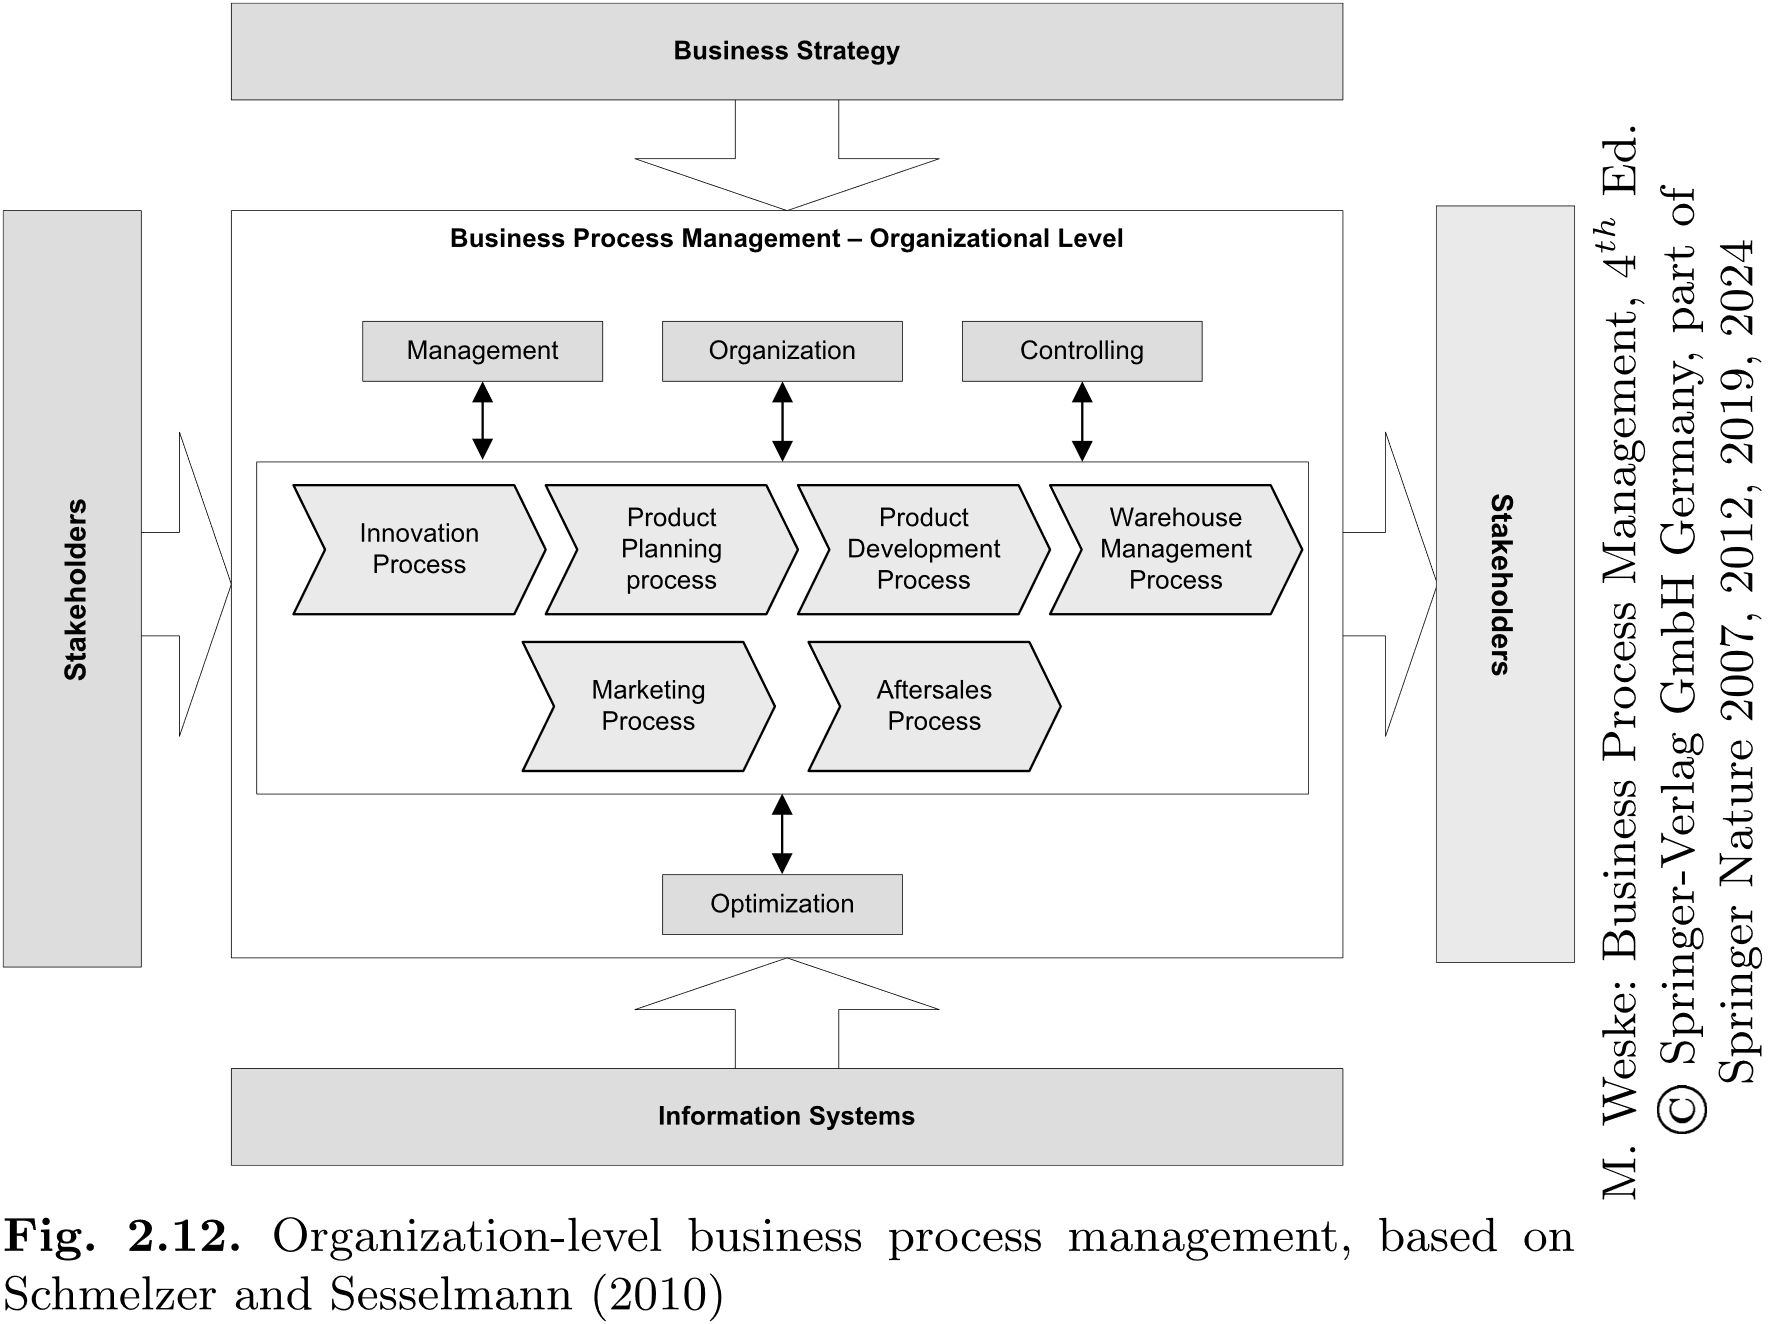 Business Strategy
Business Process Management – Organizational Level
Management
Organization
Controlling
Stakeholders
Innovation
Process
Product
Planning
process
Product
Development
Process
Warehouse
Management
Process
Marketing
Process
Aftersales
Process
Stakeholders
Optimization
Information Systems
M. Weske: Business Process Management, 4th Ed.
© Springer-Verlag GmbH Germany, part of
Springer Nature 2007, 2012, 2019, 2024
Fig. 2.12. Organization-level business process management, based on
Schmelzer and Sesselmann (2010)